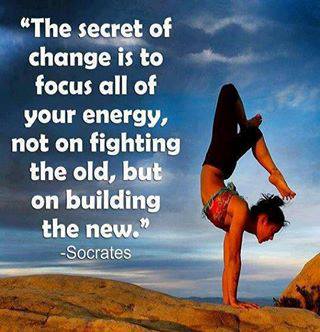 “The secret of
change is to
focus all of
your energy,
not on fighting
the old, but
on building
the new.”
-Socrates